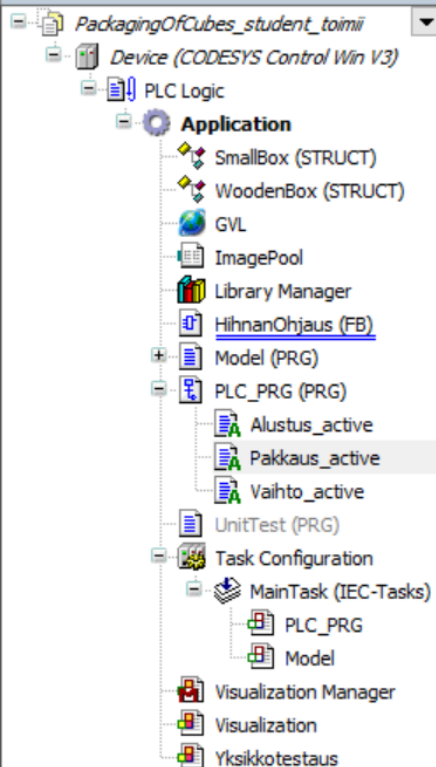 PackagingOfCubes_student_toimii
Device (CODESYS Control Win V3)
PLC Logic
Application
SmallBox (STRUCT)
WoodenBox (STRUCT)
GVL
ImagePool
Library Manager
HihnanOhjaus (FB)
Model (PRG)
PLC_PRG (PRG)
Alustus_active
Pakkaus_active
Vaihto_active
UnitTest (PRG)
Task Configuration
MainTask (IEC-Tasks)
PLC_PRG
Model
Visualization Manager
Visualization
Yksikkotestaus